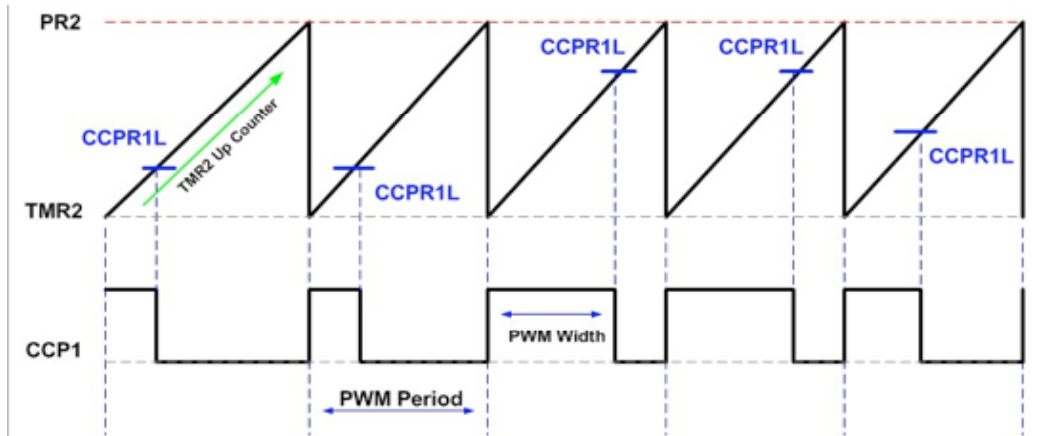 PR2
CCPR1L
CCPR1L
CCPR1L
TMR2 Up Counter
CCPR1L
CCPR1L
TMR2
PWM Width
CCP1
PWM Period